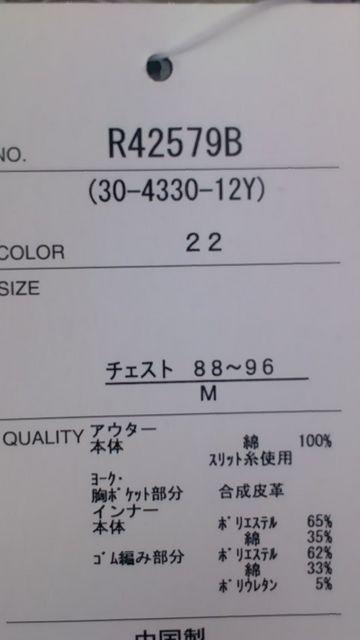 NO. R42579B
(30-4330-12Y)
COLOR 22
SIZE
チェスト 88～96
M
QUALITY アウター
本体 綿 100%
スリット糸使用
ﾖｰｸ・
胸ﾎﾟｹｯﾄ部分 合成皮革
インナー
本体 ﾎﾟﾘｴｽﾃﾙ 65%
綿 35%
ｺﾞﾑ編み部分 ﾎﾟﾘｴｽﾃﾙ 62%
綿 33%
ﾎﾟﾘｳﾚﾀﾝ 5%
中国製